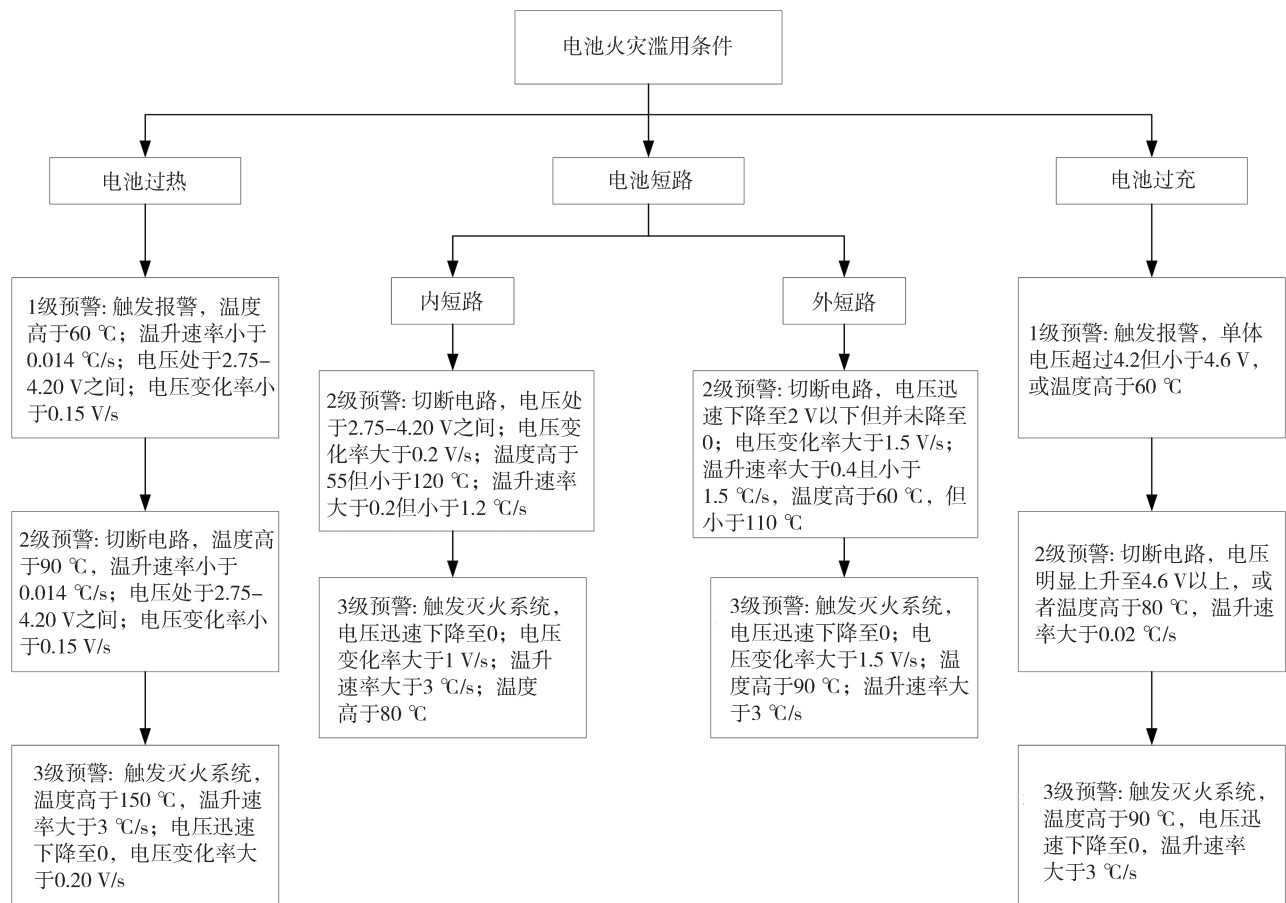 电池火灾滥用条件
电池过热
电池短路
电池过充
内短路
外短路
1级预警: 触发报警，温度
高于60 ℃；温升速率小于
0.014 ℃/s；电压处于2.75–
4.20 V之间；电压变化率小
于0.15 V/s
2级预警: 切断电路，温度高
于90 ℃，温升速率小于
0.014 ℃/s；电压处于2.75–
4.20 V之间；电压变化率小
于0.15 V/s
3级预警: 触发灭火系统，
温度高于150 ℃，温升速
率大于3 ℃/s；电压迅速
下降至0，电压变化率大
于0.20 V/s
2级预警: 切断电路，电压处
于2.75–4.20 V之间；电压变
化率大于0.2 V/s；温度高于
55但小于120 ℃；温升速率
大于0.2但小于1.2 ℃/s
3级预警: 触发灭火系统，
电压迅速下降至0；电压
变化率大于1 V/s；温升
速率大于3 ℃/s；温度
高于80 ℃
2级预警: 切断电路，电压迅
速下降至2 V以下但并未降至
0；电压变化率大于1.5 V/s；
温升速率大于0.4且小于
1.5 ℃/s，温度高于60 ℃，但
小于110 ℃
3级预警: 触发灭火系统，
电压迅速下降至0；电
压变化率大于1.5 V/s；温
度高于90 ℃；温升速率大
于3 ℃/s
1级预警: 触发报警，单体
电压超过4.2但小于4.6 V，
或温度高于60 ℃
2级预警: 切断电路，电压
明显上升至4.6 V以上，或
者温度高于80 ℃，温升速
率大于0.02 ℃/s
3级预警: 触发灭火系统，
温度高于90 ℃，电压迅
速下降至0，温升速率
大于3 ℃/s